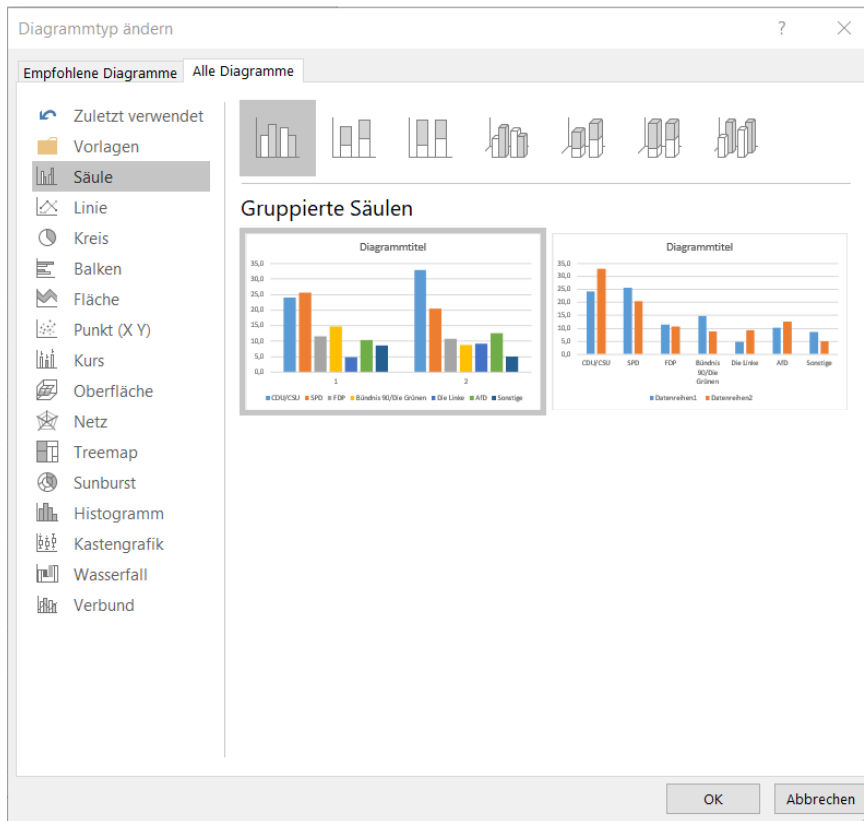 Diagrammtyp ändern
?
Empfohlene Diagramme
Alle Diagramme
Zuletzt verwendet
Vorlagen
Säule
Linie
Kreis
Balken
Fläche
Punkt (X Y)
Kurs
Oberfläche
Netz
Treemap
Sunburst
Histogramm
Kastengrafik
Wasserfall
Verbund
Gruppierte Säulen
Diagrammtitel
35,0
30,0
25,0
20,0
15,0
10,0
5,0
0,0
1 2
CDU/CSU SPD FDP Bündnis 90/Die Grünen Die Linke AfD Sonstige
Diagrammtitel
35,0
30,0
25,0
20,0
15,0
10,0
5,0
0,0
CDU/CSU SPD FDP Bündnis Die Linke AfD Sonstige
90/Die
Grünen
Datenreihen1 Datenreihen2
OK Abbrechen